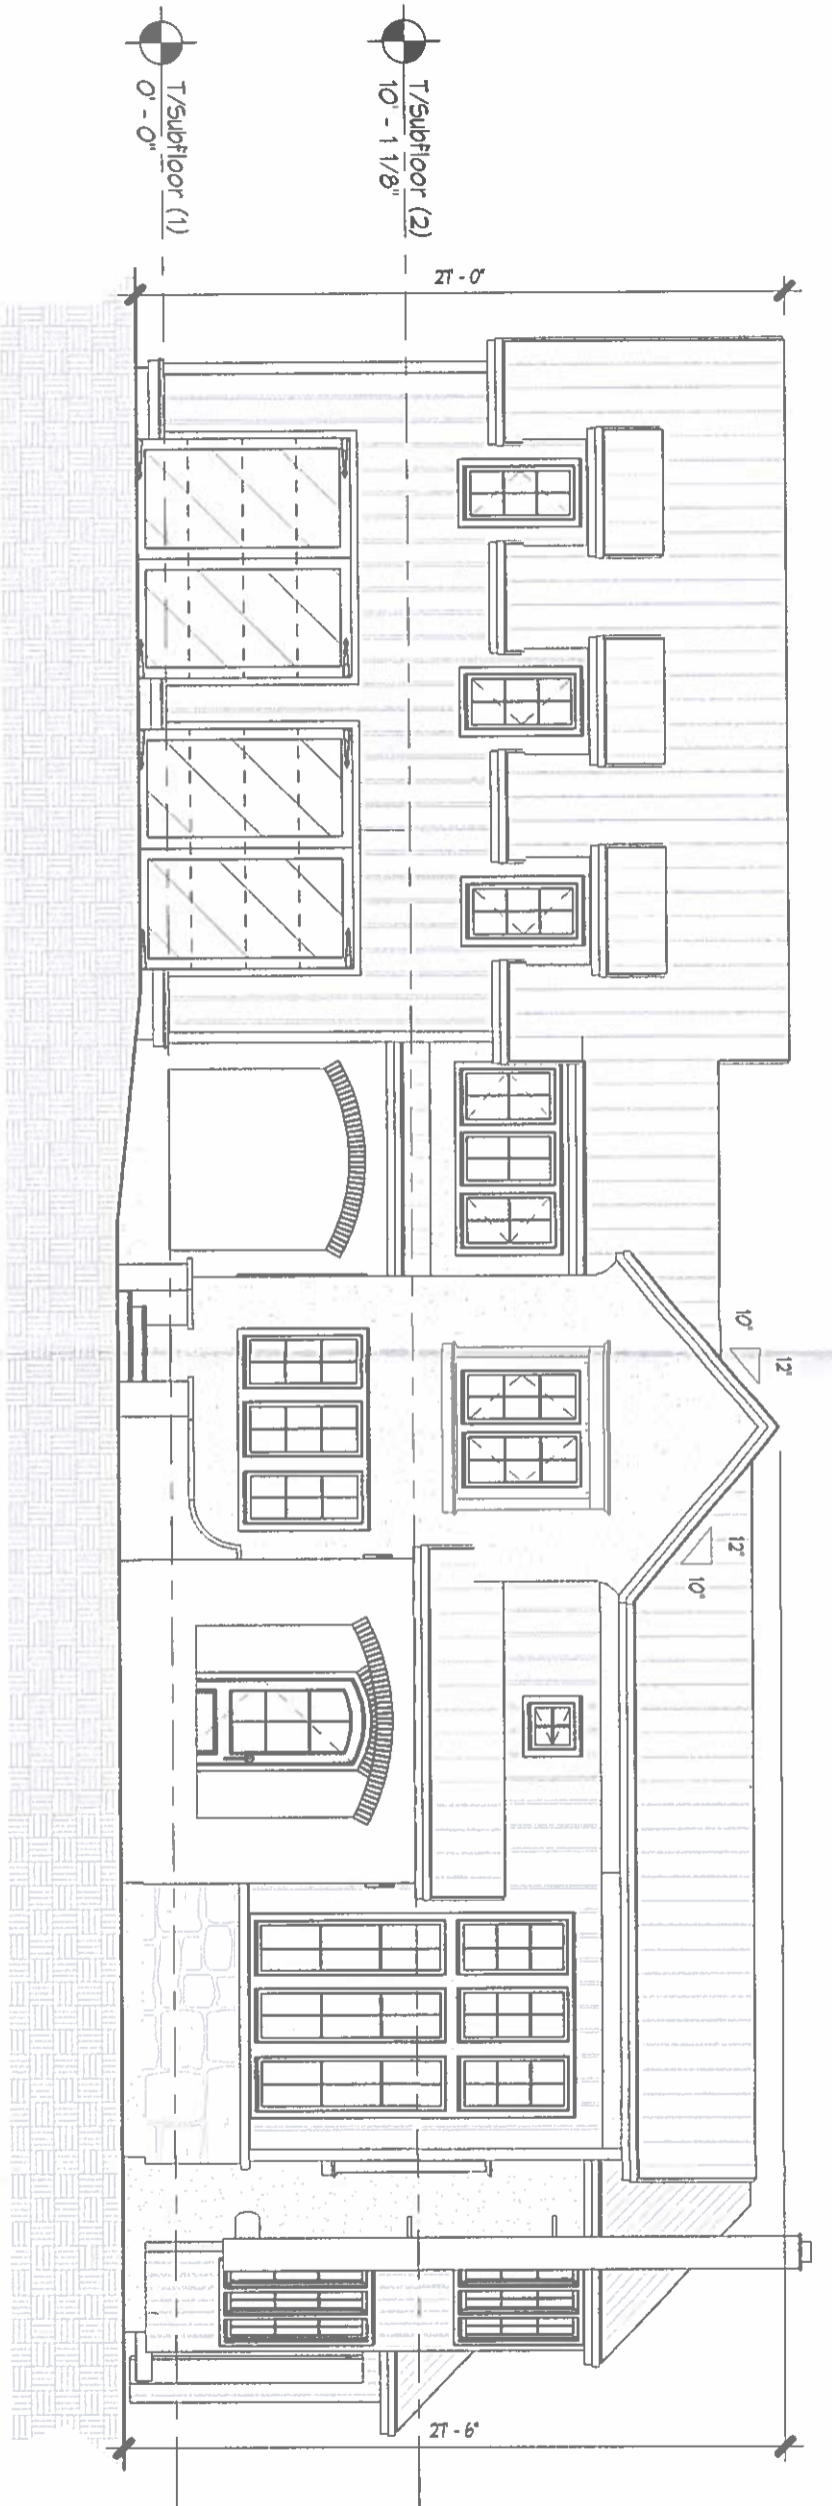 T/Subfloor (2)
10' - 1 1/8"
T/Subfloor (1)
0' - 0"
27' - 0"
10"
12"
12"
10"
27' - 6"